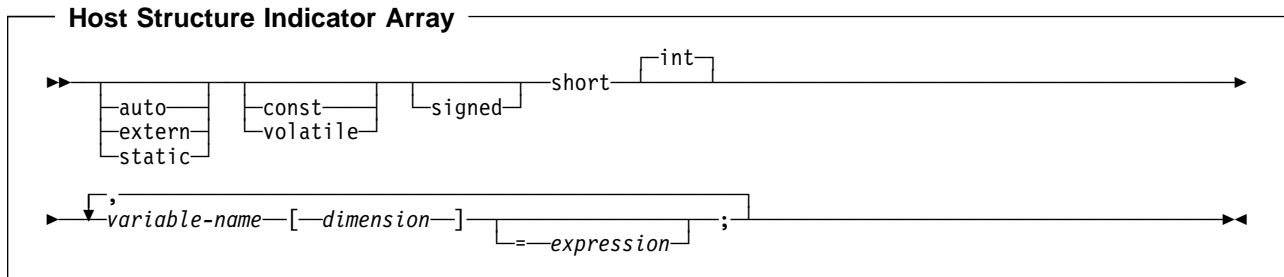 Host Structure Indicator Array
int
short
auto const signed
extern volatile
static
,
variable-name [ dimension ] ;
= expression